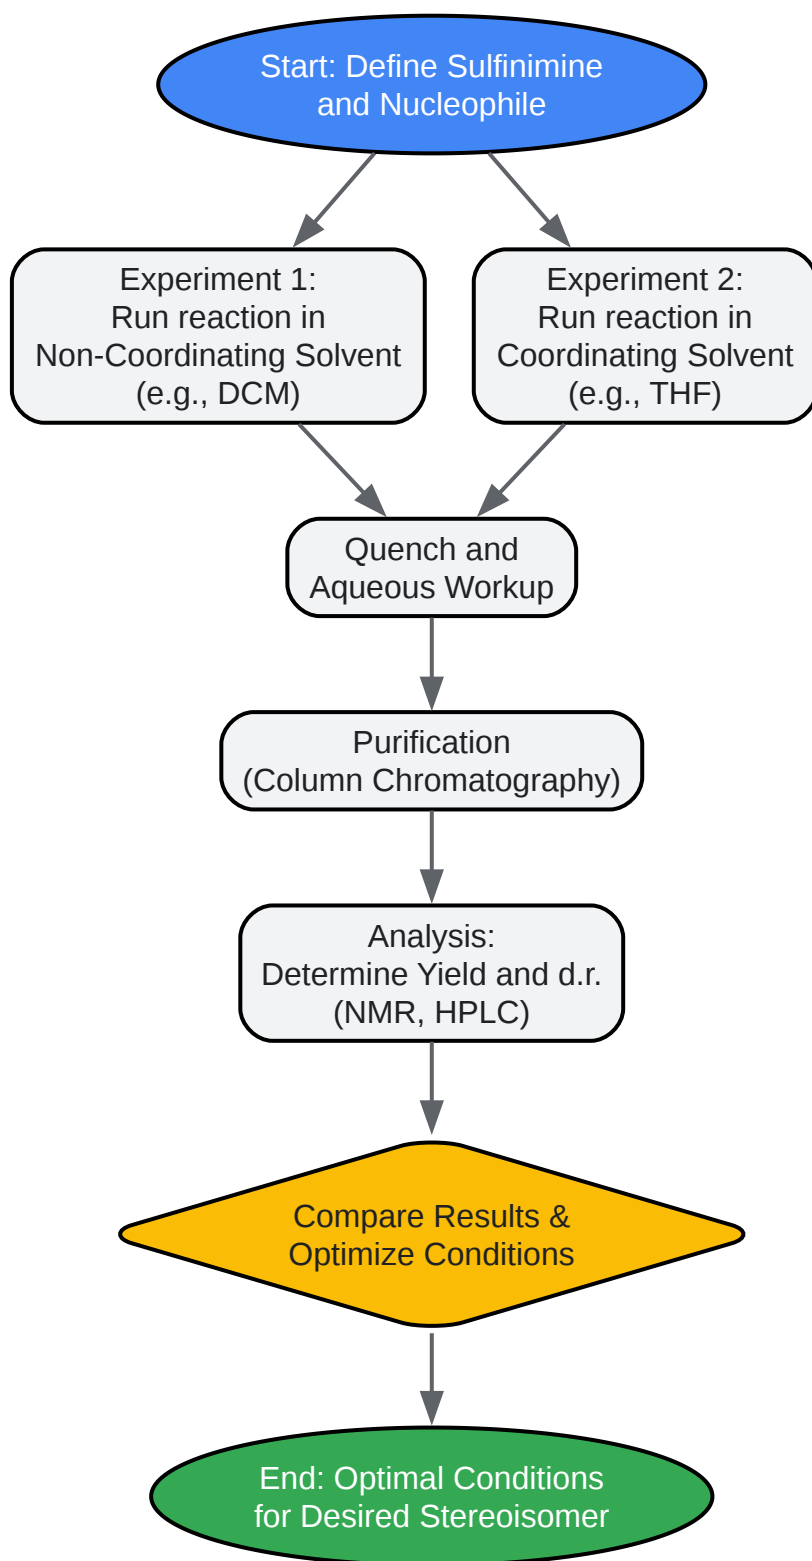 Start: Define Sulfinimine
and Nucleophile
Experiment 1:
Run reaction in
Non-Coordinating Solvent
(e.g., DCM)
Experiment 2:
Run reaction in
Coordinating Solvent
(e.g., THF)
Quench and
Aqueous Workup
Purification
(Column Chromatography)
Analysis:
Determine Yield and d.r.
(NMR, HPLC)
Compare Results &
Optimize Conditions
End: Optimal Conditions
for Desired Stereoisomer